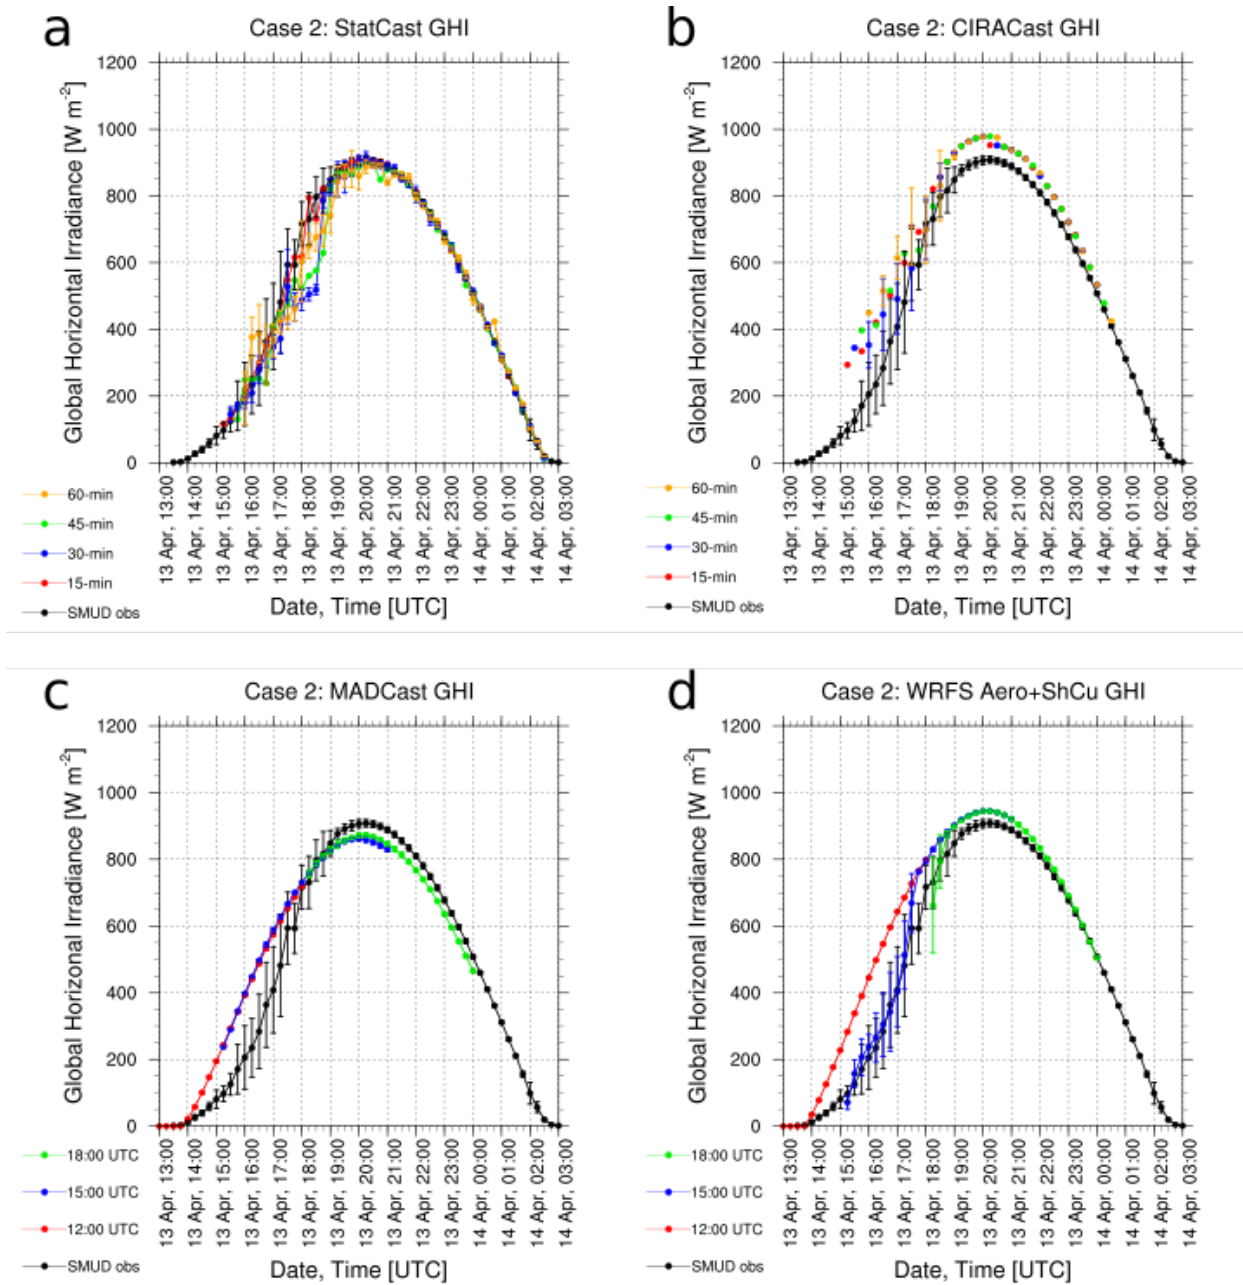 a
Case 2: StatCast GHI
Global Horizontal Irradiance [W m-2]
1200
1000
800
600
400
200
0
13 Apr, 13:00
13 Apr, 14:00
13 Apr, 15:00
13 Apr, 16:00
13 Apr, 17:00
13 Apr, 18:00
13 Apr, 19:00
13 Apr, 20:00
13 Apr, 21:00
13 Apr, 22:00
13 Apr, 23:00
14 Apr, 00:00
14 Apr, 01:00
14 Apr, 02:00
14 Apr, 03:00
60-min
45-min
30-min
15-min
SMUD obs
Date, Time [UTC]
b
Case 2: CIRACast GHI
Global Horizontal Irradiance [W m-2]
1200
1000
800
600
400
200
0
13 Apr, 13:00
13 Apr, 14:00
13 Apr, 15:00
13 Apr, 16:00
13 Apr, 17:00
13 Apr, 18:00
13 Apr, 19:00
13 Apr, 20:00
13 Apr, 21:00
13 Apr, 22:00
13 Apr, 23:00
14 Apr, 00:00
14 Apr, 01:00
14 Apr, 02:00
14 Apr, 03:00
60-min
45-min
30-min
15-min
SMUD obs
Date, Time [UTC]
c
Case 2: MADCast GHI
Global Horizonal Irradiance [W m-2]
1200
1000
800
600
400
200
0
13 Apr, 13:00
13 Apr, 14:00
13 Apr, 15:00
13 Apr, 16:00
13 Apr, 17:00
13 Apr, 18:00
13 Apr, 19:00
13 Apr, 20:00
13 Apr, 21:00
13 Apr, 22:00
13 Apr, 23:00
14 Apr, 00:00
14 Apr, 01:00
14 Apr, 02:00
14 Apr, 03:00
18:00 UTC
15:00 UTC
12:00 UTC
SMUD obs
Date, Time [UTC]
d
Case 2: WRFS Aero+ShCu GHI
Global Horizonal Irradiance [W m-2]
1200
1000
800
600
400
200
0
13 Apr, 13:00
13 Apr, 14:00
13 Apr, 15:00
13 Apr, 16:00
13 Apr, 17:00
13 Apr, 18:00
13 Apr, 19:00
13 Apr, 20:00
13 Apr, 21:00
13 Apr, 22:00
13 Apr, 23:00
14 Apr, 00:00
14 Apr, 01:00
14 Apr, 02:00
14 Apr, 03:00
18:00 UTC
15:00 UTC
12:00 UTC
SMUD obs
Date, Time [UTC]